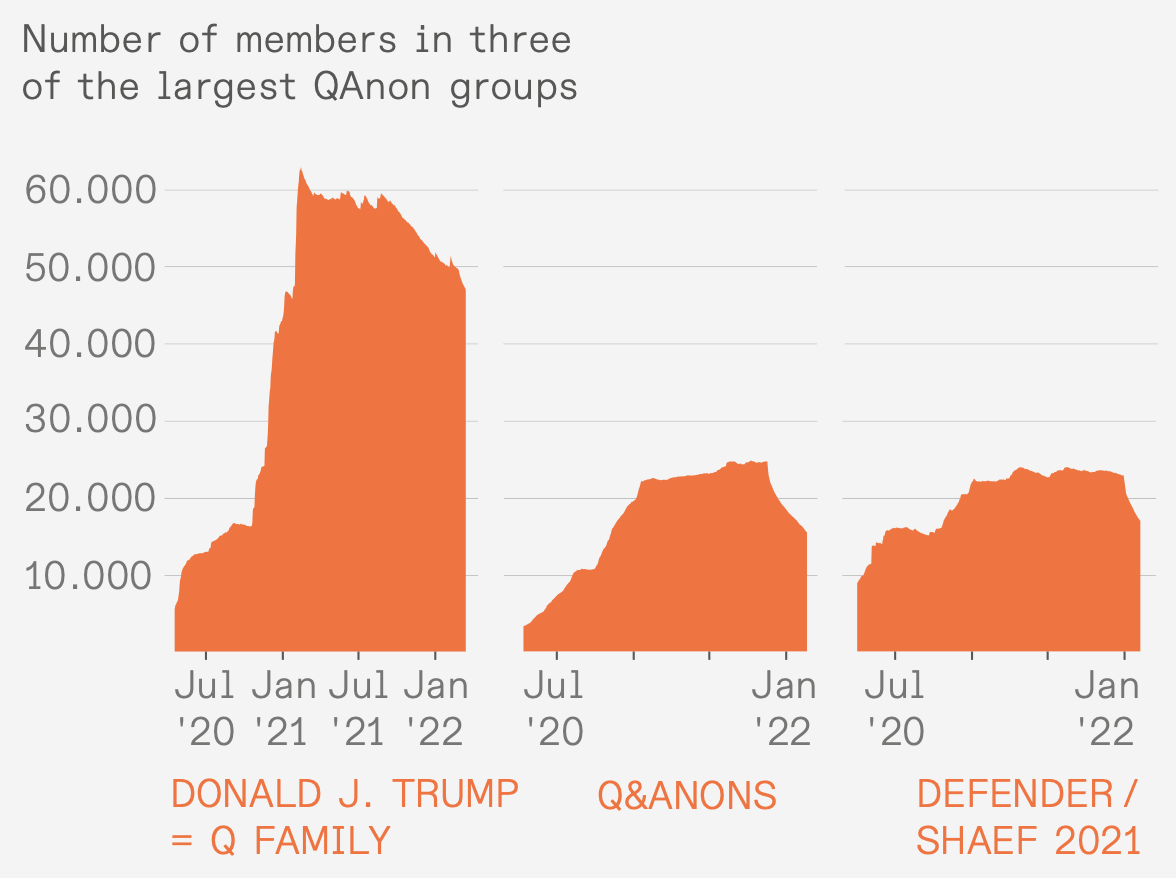 Number of members in three
of the largest QAnon groups
60.000
50.000
40.000
30.000
20.000
10.000
Jul Jan Jul Jan
'20 '21 '21 '22
Jul Jan
'20 '22
Jul Jan
'20 '22
DONALD J. TRUMP
= Q FAMILY
Q&ANONS
DEFENDER /
SHAEF 2021